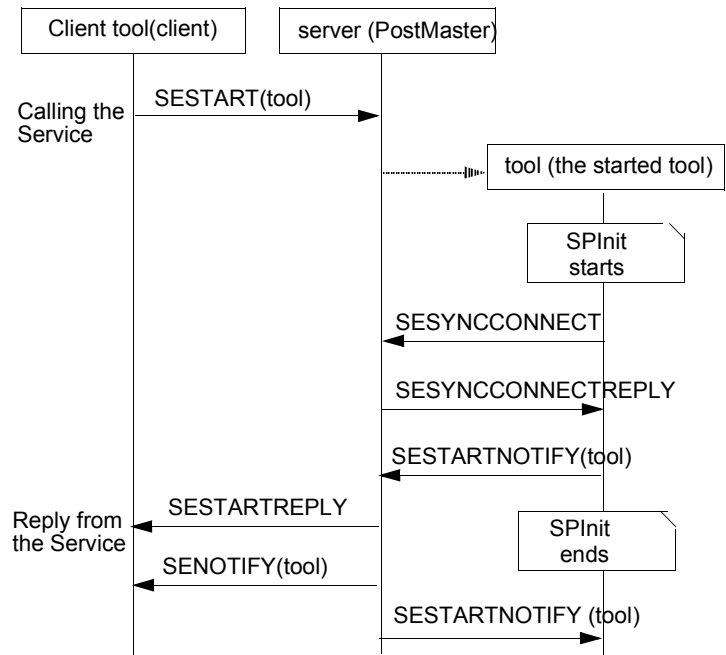 Client tool(client)
server (PostMaster)
SESTART(tool)
Calling the
Service
tool (the started tool)
SPInit
starts
SESYNCCONNECT
SESYNCCONNECTREPLY
SESTARTNOTIFY(tool)
SESTARTREPLY
Reply from
the Service
SPInit
ends
SENOTIFY(tool)
SESTARTNOTIFY (tool)